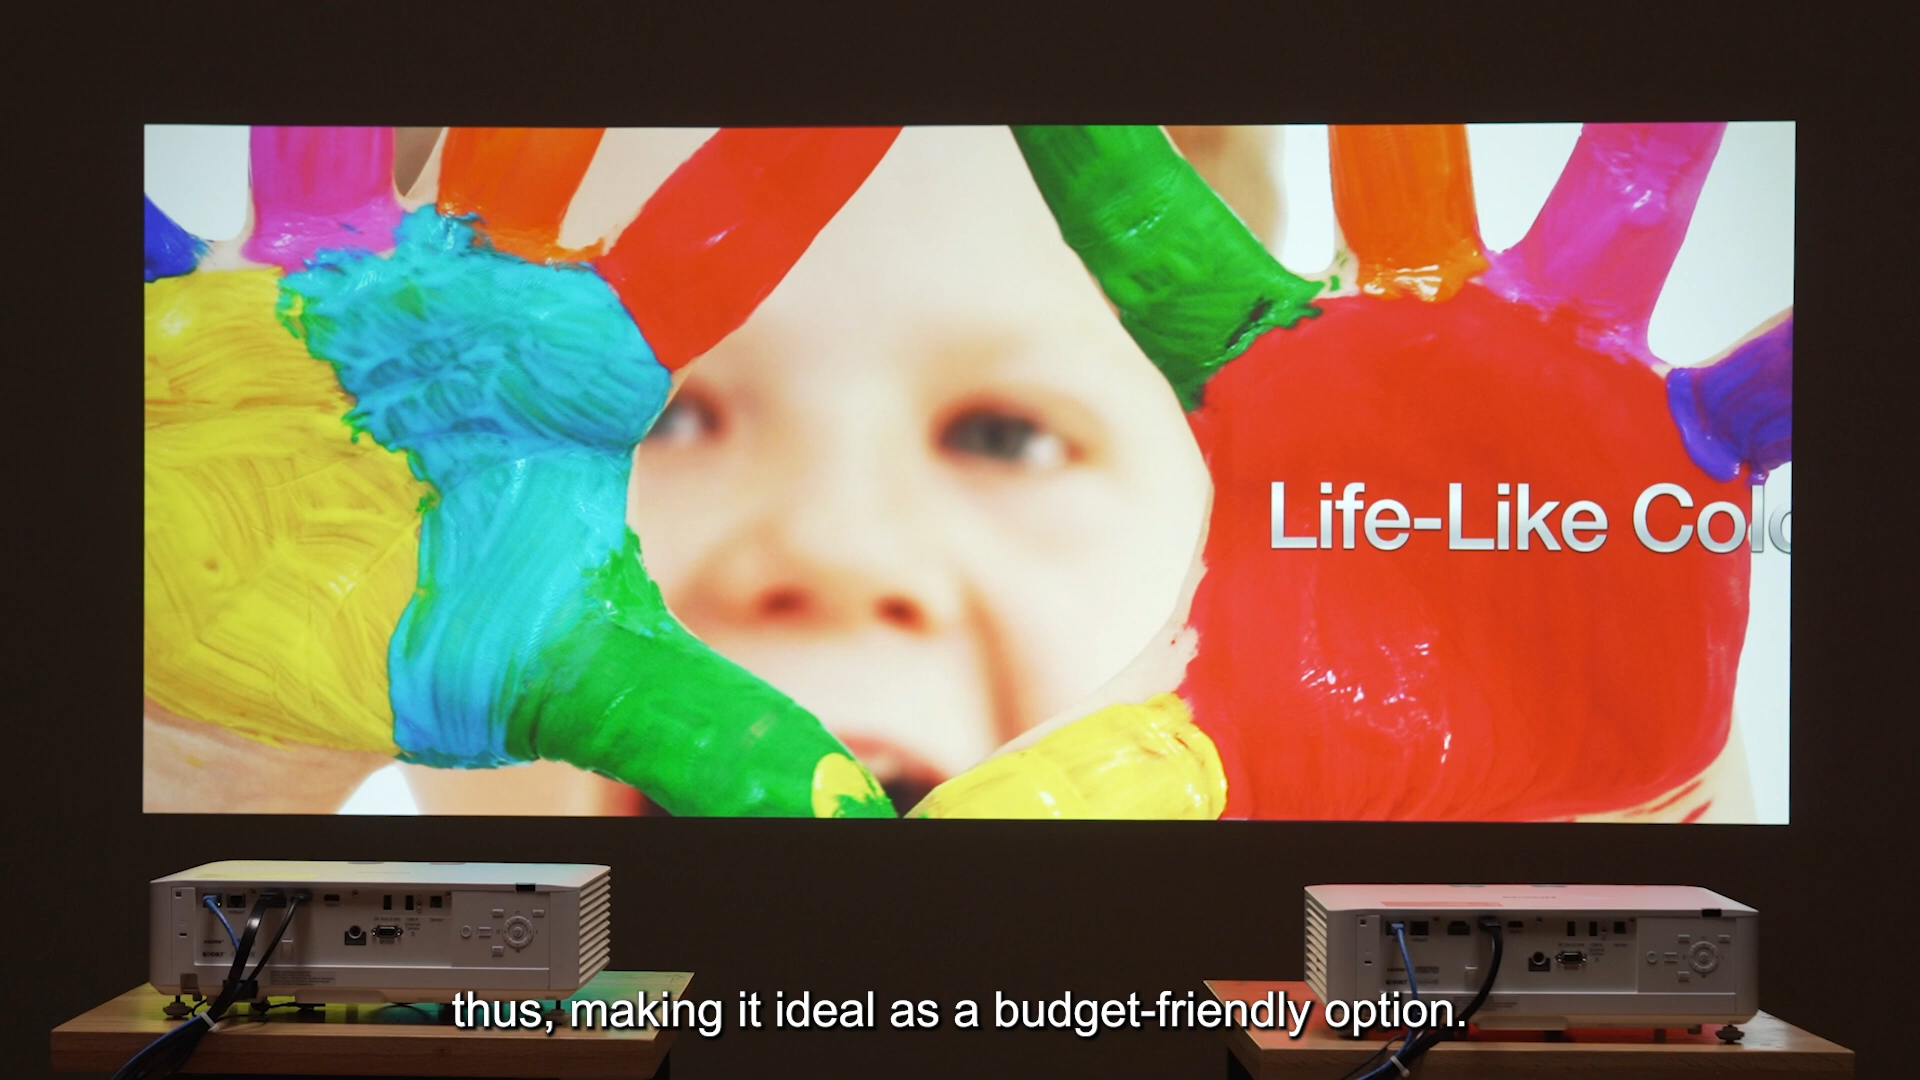 Life-Like Colo
thus, making it ideal as a budget-friendly option.